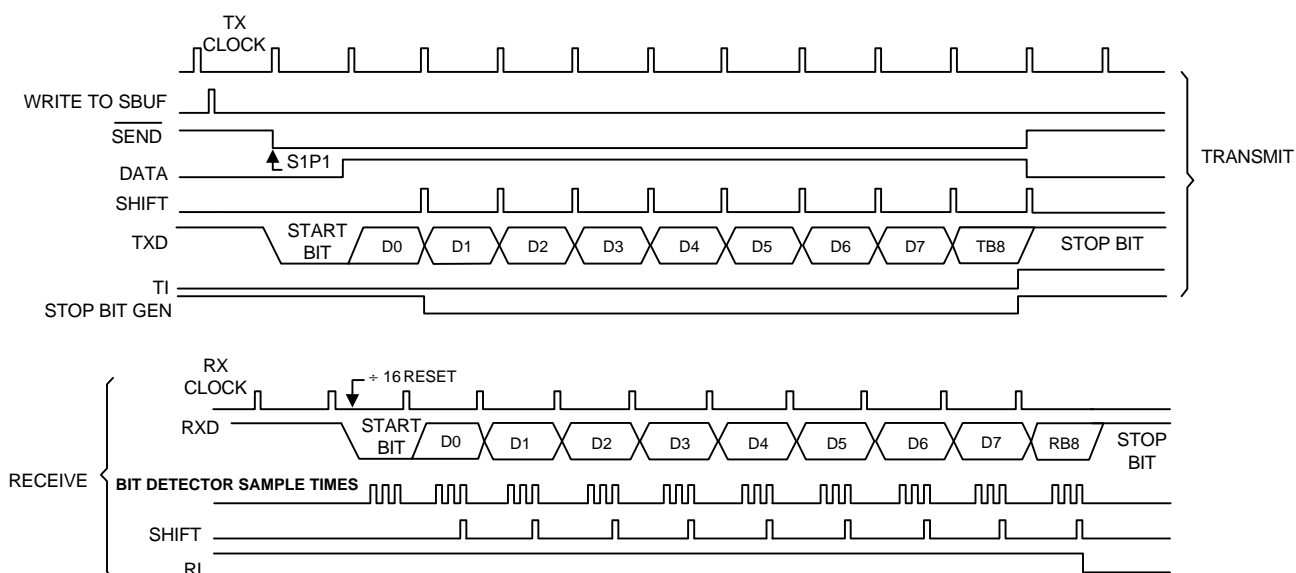 TX
CLOCK
WRITE TO SBUF
SEND
S1P1
DATA
TRANSMIT
SHIFT
TXD
START
BIT
D0 D1 D2 D3 D4 D5 D6 D7 TB8 STOP BIT
TI
STOP BIT GEN
RX
CLOCK
÷ 16 RESET
RXD
START
BIT
D0 D1 D2 D3 D4 D5 D6 D7 RB8
STOP
BIT
RECEIVE
BIT DETECTOR SAMPLE TIMES
SHIFT
RI